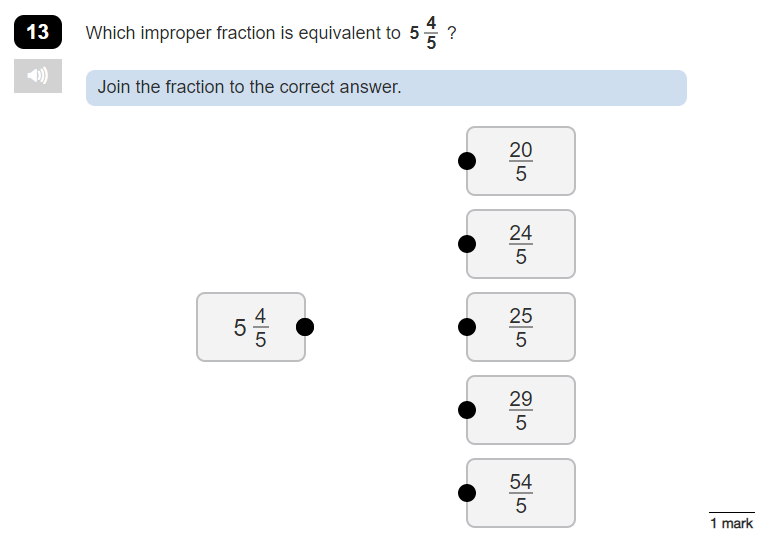 13 Which improper fraction is equivalent to 5 4/5 ?
Join the fraction to the correct answer.
20/5
24/5
5 4/5
25/5
29/5
54/5
1 mark